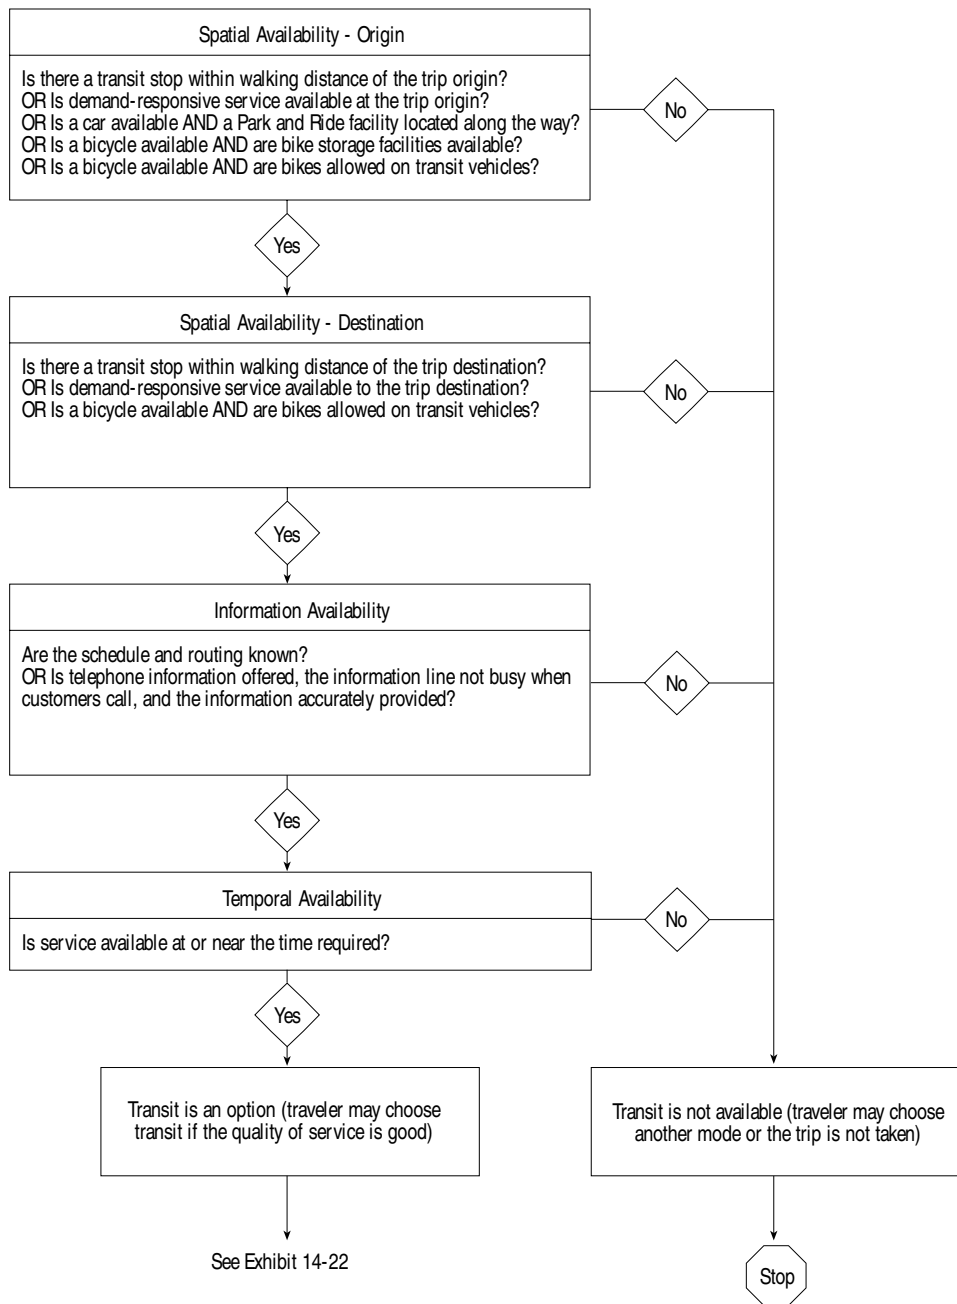 Spatial Availability - Origin
Is there a transit stop within walking distance of the trip origin?
OR Is demand-responsive service available at the trip origin?
OR Is a car available AND a Park and Ride facility located along the way?
OR Is a bicycle available AND are bike storage facilities available?
OR Is a bicycle available AND are bikes allowed on transit vehicles?
No
Yes
Spatial Availability - Destination
Is there a transit stop within walking distance of the trip destination?
OR Is demand-responsive service available to the trip destination?
OR Is a bicycle available AND are bikes allowed on transit vehicles?
No
Yes
Information Availability
Are the schedule and routing known?
OR Is telephone information offered, the information line not busy when
customers call, and the information accurately provided?
No
Yes
Temporal Availability
Is service available at or near the time required?
No
Yes
Transit is an option (traveler may choose
transit if the quality of service is good)
Transit is not available (traveler may choose
another mode or the trip is not taken)
See Exhibit 14-22
Stop